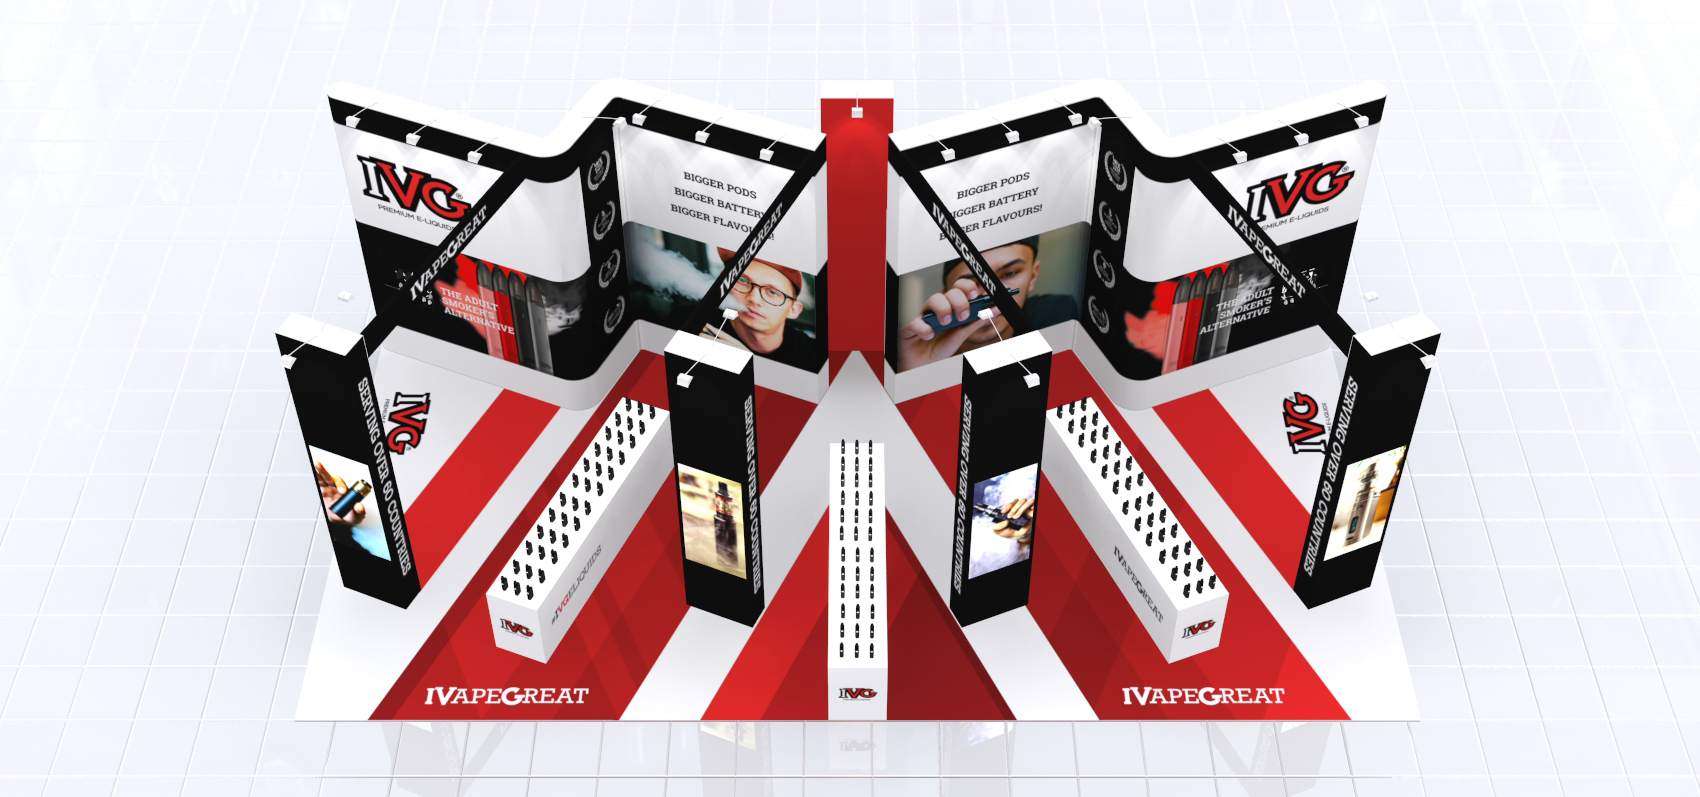 IVG®
PREMIUM E-LIQUIDS
IVAPEGREAT
THE ADULT
SMOKER'S
ALTERNATIVE
BIGGER PODS
BIGGER BATTERY
BIGGER FLAVOURS!
IVAPEGREAT
BIGGER PODS
BIGGER BATTERY
BIGGER FLAVOURS!
IVAPEGREAT
IVG®
PREMIUM E-LIQUIDS
IVAPEGREAT
THE ADULT
SMOKER'S
ALTERNATIVE
SERVING OVER 60 COUNTRIES
IVG
SERVING OVER 60 COUNTRIES
SERVING OVER 60 COUNTRIES
IVG
SERVING OVER 60 COUNTRIES
#IVGELIQUIDS
IVG
IVAPEGREAT
IVG
IVG
IVAPEGREAT
IVAPEGREAT